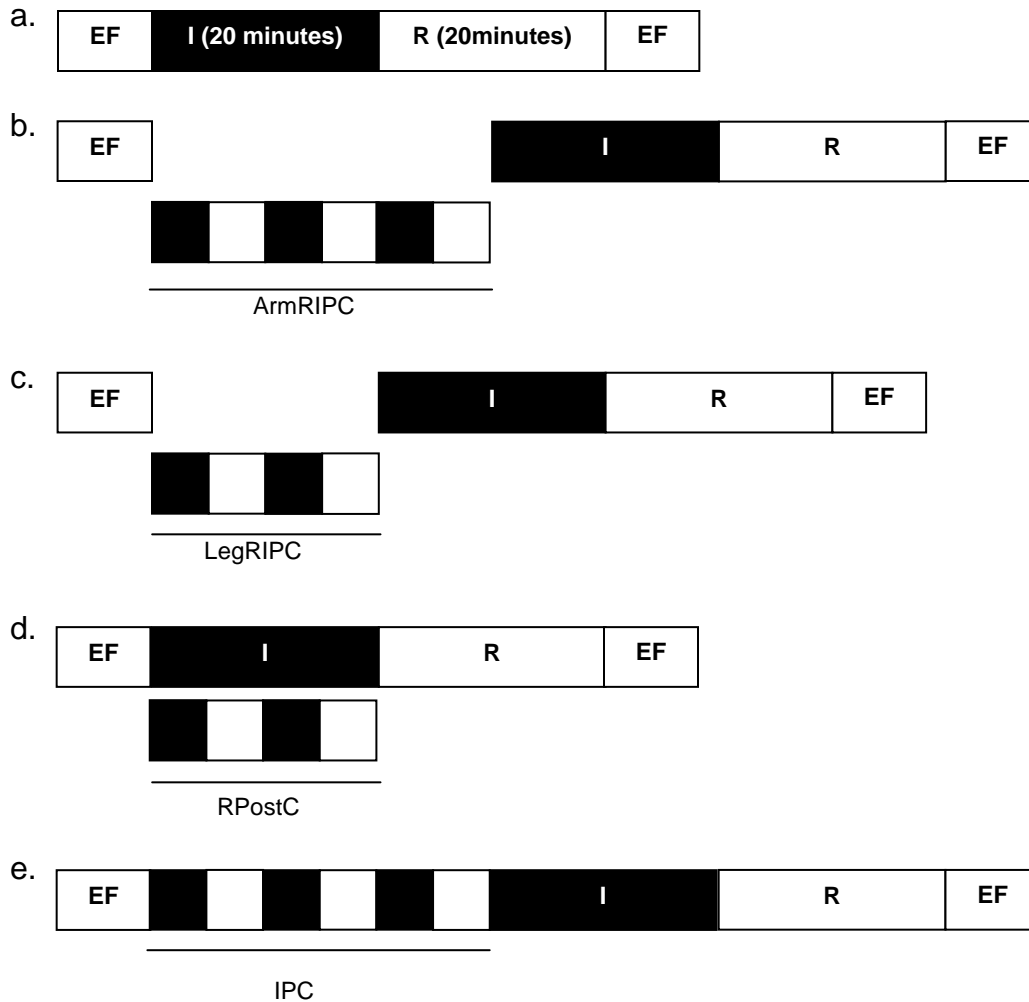 a.
EF I (20 minutes) R (20minutes) EF
b.
EF I R EF
ArmRIPC
c.
EF I R EF
LegRIPC
d.
EF I R EF
RPostC
e.
EF I R EF
IPC